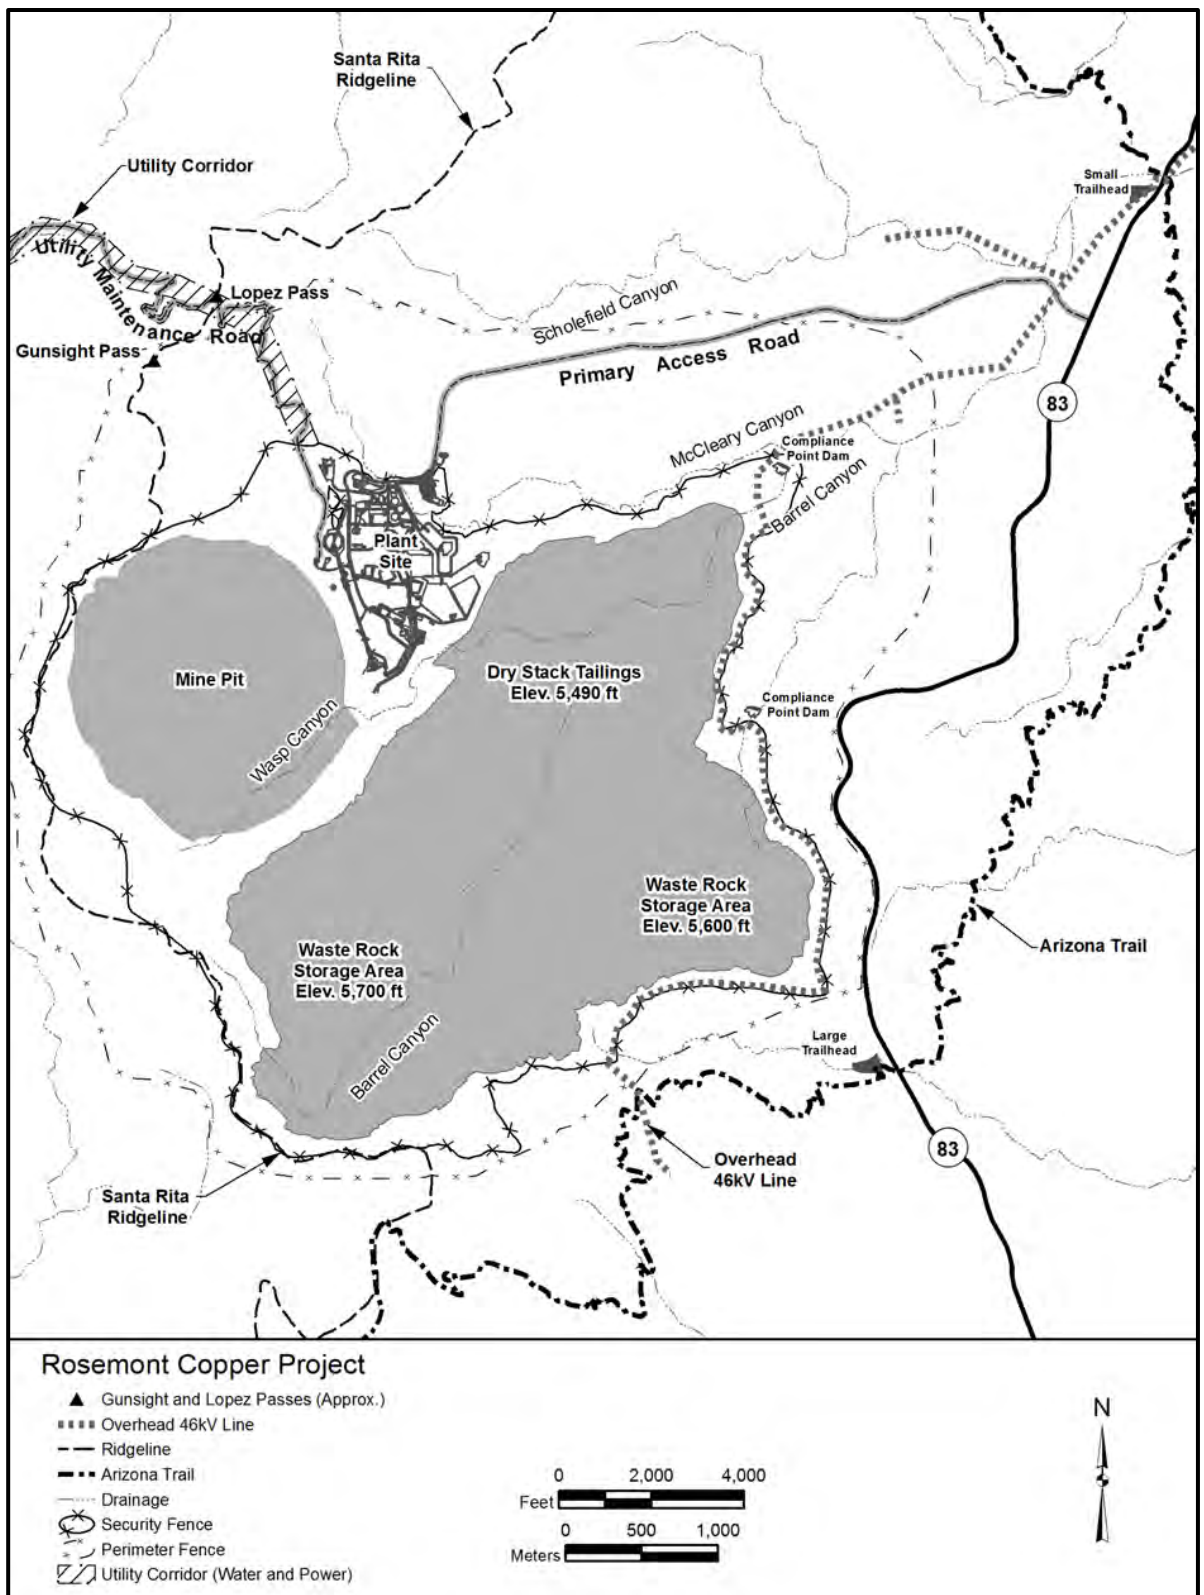 Santa Rita
Ridgeline
Utility Corridor
Small
Trailhead
Utility Maintenance Road
Lopez Pass
Gunsight Pass
Scholefield Canyon
Primary Access Road
83
McCleary Canyon
Compliance
Point Dam
Barrel Canyon
Plant
Site
Mine Pit
Dry Stack Tailings
Elev. 5,490 ft
Compliance
Point Dam
Wasp Canyon
Waste Rock
Storage Area
Elev. 5,600 ft
Arizona Trail
Waste Rock
Storage Area
Elev. 5,700 ft
Large
Trailhead
Barrel Canyon
83
Overhead
46kV Line
Santa Rita
Ridgeline
Rosemont Copper Project
Gunsight and Lopez Passes (Approx.)
Overhead 46kV Line
Ridgeline
Arizona Trail
Drainage
Security Fence
Perimeter Fence
Utility Corridor (Water and Power)
0 2,000 4,000
Feet
0 500 1,000
Meters
N